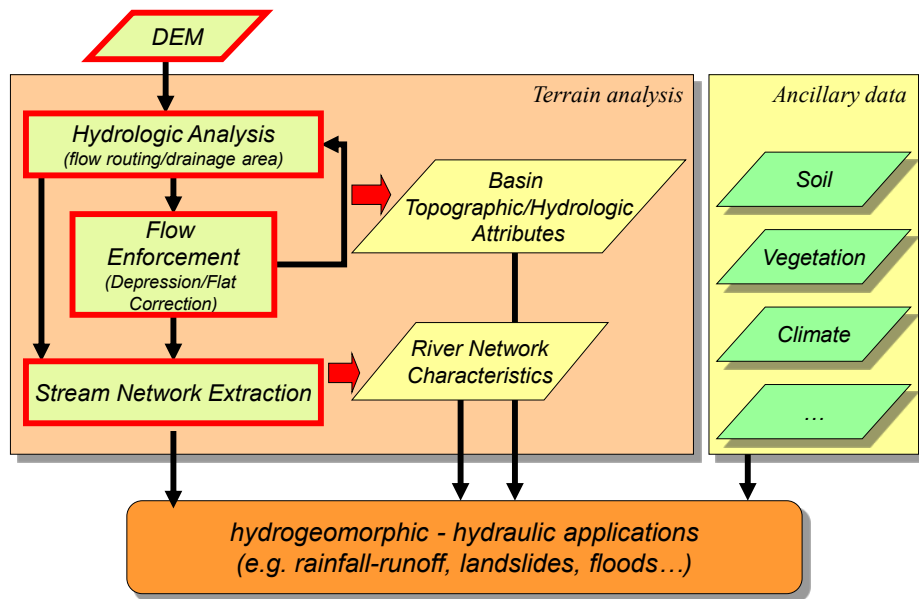 DEM
Terrain analysis
Ancillary data
Hydrologic Analysis
(flow routing/drainage area)
Basin
Topographic/Hydrologic
Attributes
Soil
Flow
Enforcement
(Depression/Flat
Correction)
Vegetation
Climate
River Network
Characteristics
Stream Network Extraction
…
hydrogeomorphic - hydraulic applications
(e.g. rainfall-runoff, landslides, floods…)